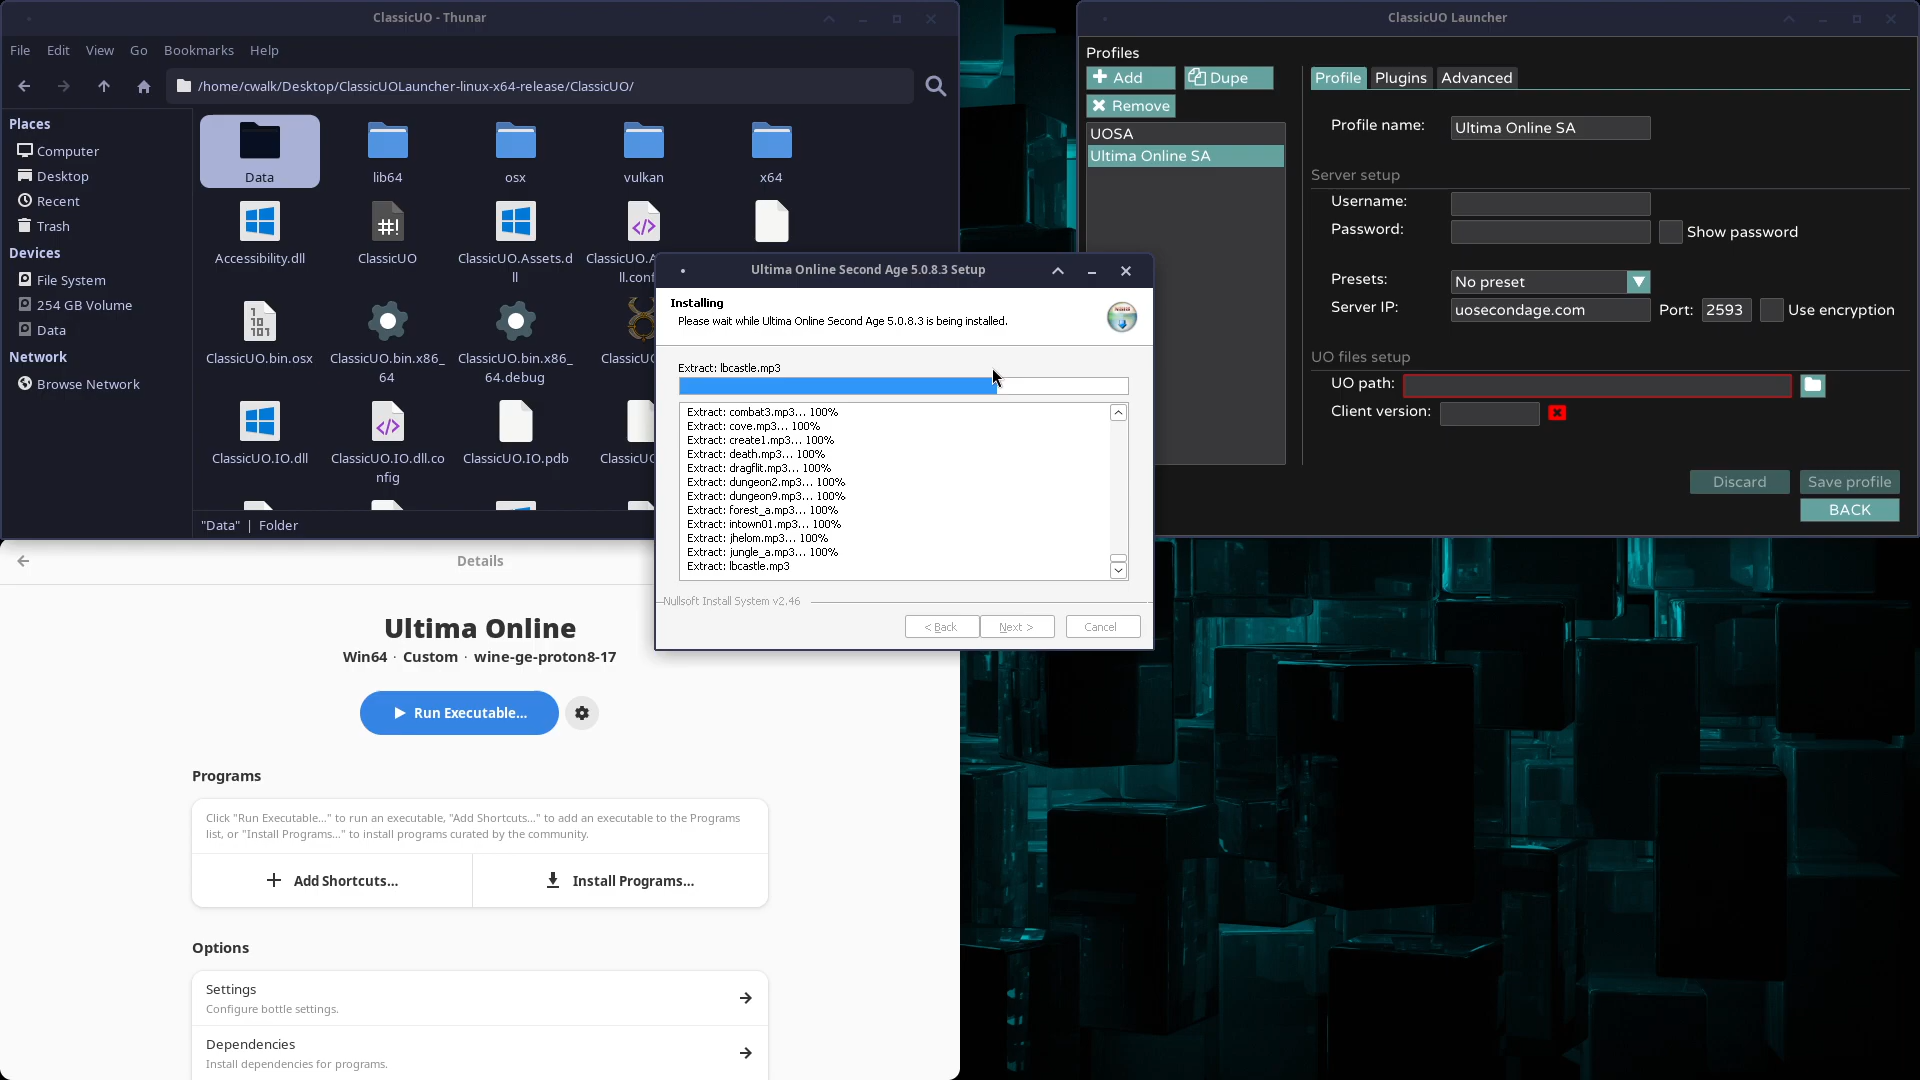 ClassicUO - Thunar
File Edit View Go Bookmarks Help
/home/cwalk/Desktop/ClassicUOLauncher-linux-x64-release/ClassicUO/
Places
Computer
Desktop
Recent
Trash
Devices
File System
254 GB Volume
Data
Network
Browse Network
Data
lib64
osx
vulkan
x64
Accessibility.dll
ClassicUO
ClassicUO.Assets.d
ll
ClassicUO.A
ll.conf
ClassicUO.bin.osx
ClassicUO.bin.x86_
64
ClassicUO.bin.x86_
64.debug
ClassicUO
ClassicUO.IO.dll
ClassicUO.IO.dll.co
nfig
ClassicUO.IO.pdb
ClassicUO
"Data" | Folder
ClassicUO Launcher
Profiles
Add
Dupe
Remove
UOSA
Ultima Online SA
Profile Plugins Advanced
Profile name: Ultima Online SA
Server setup
Username:
Password: Show password
Presets: No preset
Server IP: uosecondage.com Port: 2593 Use encryption
UO files setup
UO path:
Client version:
Discard Save profile
BACK
Ultima Online Second Age 5.0.8.3 Setup
Installing
Please wait while Ultima Online Second Age 5.0.8.3 is being installed.
Extract: lbcastle.mp3
Extract: combat3.mp3... 100%
Extract: cove.mp3... 100%
Extract: create1.mp3... 100%
Extract: death.mp3... 100%
Extract: dragflit.mp3... 100%
Extract: dungeon2.mp3... 100%
Extract: dungeon9.mp3... 100%
Extract: forest_a.mp3... 100%
Extract: intown01.mp3... 100%
Extract: jhelom.mp3... 100%
Extract: jungle_a.mp3... 100%
Extract: lbcastle.mp3
Nullsoft Install System v2.46
< Back Next > Cancel
Details
Ultima Online
Win64 · Custom · wine-ge-proton8-17
Run Executable...
Programs
Click "Run Executable..." to run an executable, "Add Shortcuts..." to add an executable to the Programs
list, or "Install Programs..." to install programs curated by the community.
Add Shortcuts...
Install Programs...
Options
Settings
Configure bottle settings.
Dependencies
Install dependencies for programs.